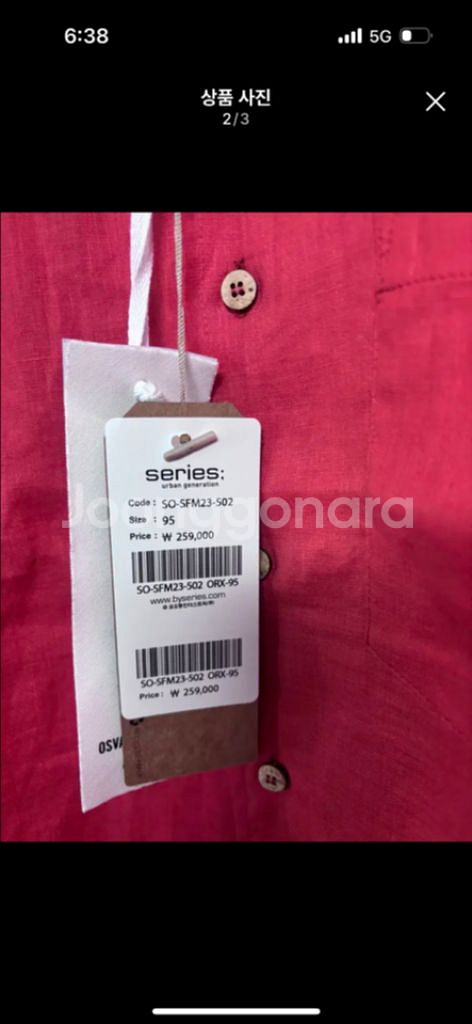 6:38
5G
상품 사진
2/3
series;
urban generation
Code : SO-SFM23-502
Size : 95
Price : ₩ 259,000
SO-SFM23-502 ORX-95
www.byseries.com
SO-SFM23-502 ORX-95
Price : ₩ 259,000
OSVA
Joonggonara